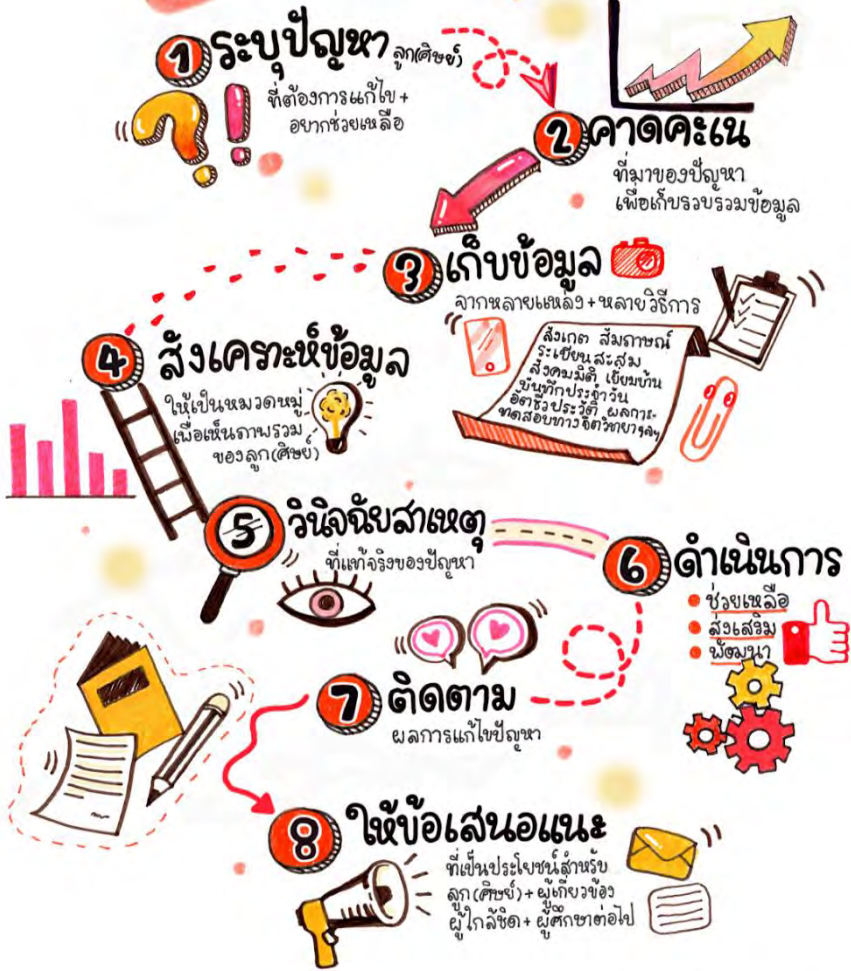 1 ระบุปัญหา ลูก(ศิษย์)
ที่ต้องการแก้ไข +
อยากช่วยเหลือ
2 คาดคะเน
ที่มาของปัญหา
เพื่อเก็บรวบรวมข้อมูล
3 เก็บข้อมูล
จากหลายแหล่ง + หลายวิธีการ
สังเกต สัมภาษณ์
ระเบียนสะสม
สังคมมิติ เยี่ยมบ้าน
บันทึกประจำวัน
อัตชีวประวัติ ผลการ-
ทดสอบทางจิตวิทยา ฯลฯ
4 สังเคราะห์ข้อมูล
ให้เป็นหมวดหมู่
เพื่อเห็นภาพรวม
ของลูก(ศิษย์)
5 วินิจฉัยสาเหตุ
ที่แท้จริงของปัญหา
6 ดำเนินการ
ช่วยเหลือ
ส่งเสริม
พัฒนา
7 ติดตาม
ผลการแก้ไขปัญหา
8 ให้ข้อเสนอแนะ
ที่เป็นประโยชน์สำหรับ
ลูก(ศิษย์) + ผู้เกี่ยวข้อง
ผู้ใกล้ชิด + ผู้ศึกษาต่อไป